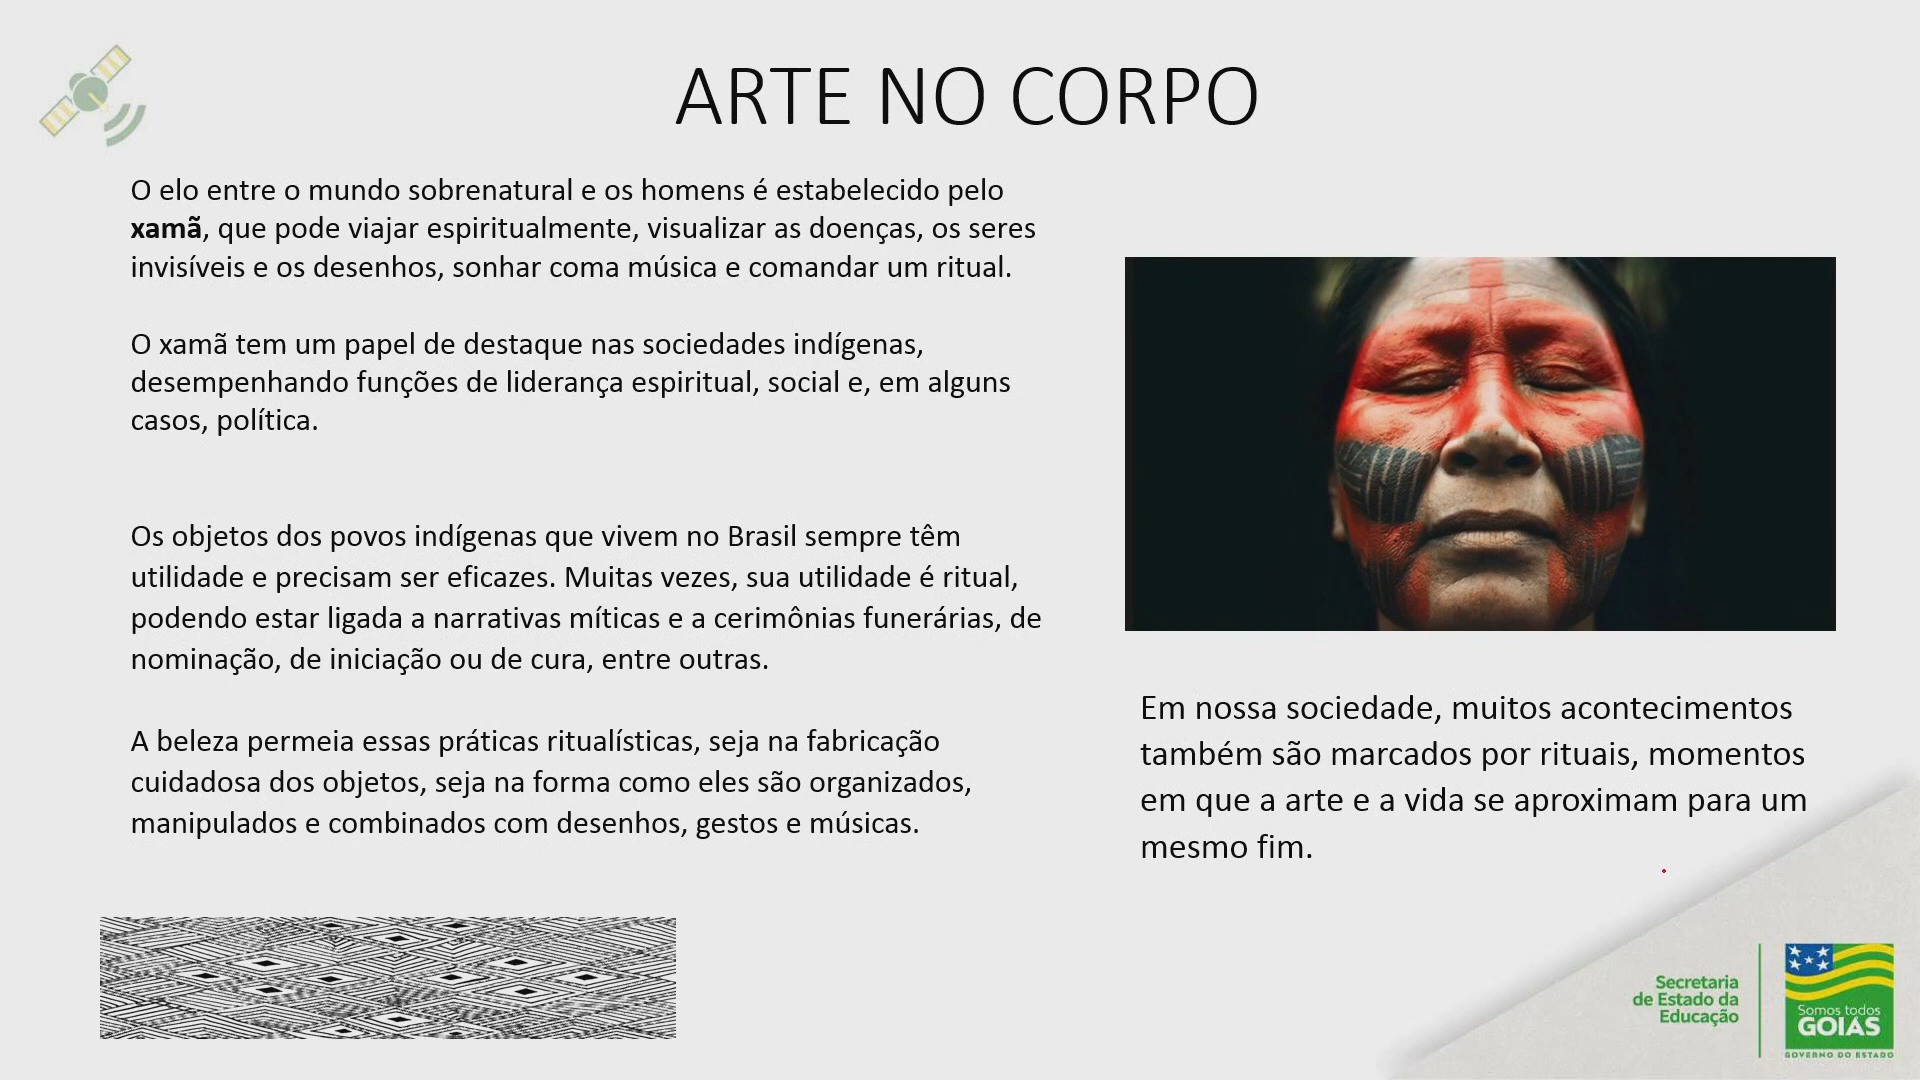 ARTE NO CORPO
O elo entre o mundo sobrenatural e os homens é estabelecido pelo
xamã, que pode viajar espiritualmente, visualizar as doenças, os seres
invisíveis e os desenhos, sonhar coma música e comandar um ritual.
O xamã tem um papel de destaque nas sociedades indígenas,
desempenhando funções de liderança espiritual, social e, em alguns
casos, política.
Os objetos dos povos indígenas que vivem no Brasil sempre têm
utilidade e precisam ser eficazes. Muitas vezes, sua utilidade é ritual,
podendo estar ligada a narrativas míticas e a cerimônias funerárias, de
nominação, de iniciação ou de cura, entre outras.
A beleza permeia essas práticas ritualísticas, seja na fabricação
cuidadosa dos objetos, seja na forma como eles são organizados,
manipulados e combinados com desenhos, gestos e músicas.
Em nossa sociedade, muitos acontecimentos
também são marcados por rituais, momentos
em que a arte e a vida se aproximam para um
mesmo fim.
Secretaria
de Estado da
Educação
Somos todos
GOIÁS
GOVERNO DO ESTADO